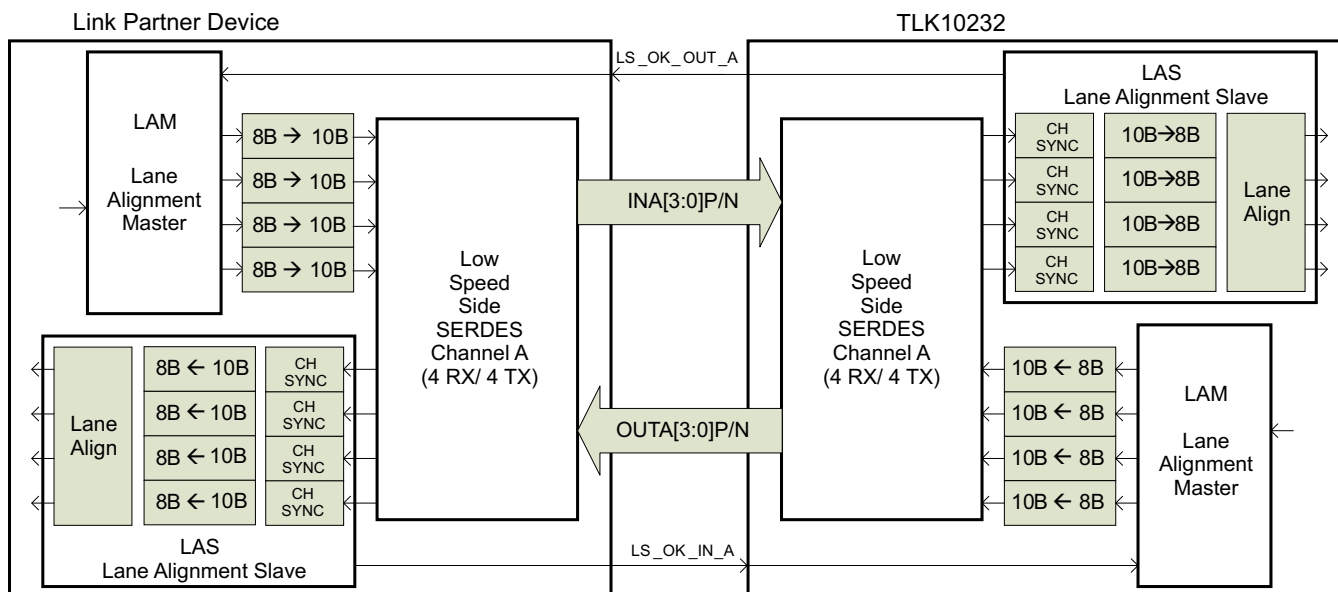 Link Partner Device
TLK10232
LS_OK_OUT_A
LAM
Lane
Alignment
Master
8B → 10B
8B → 10B
8B → 10B
8B → 10B
Low
Speed
Side
SERDES
Channel A
(4 RX/ 4 TX)
INA[3:0]P/N
Low
Speed
Side
SERDES
Channel A
(4 RX/ 4 TX)
LAS
Lane Alignment Slave
CH
SYNC
CH
SYNC
CH
SYNC
CH
SYNC
10B→8B
10B→8B
10B→8B
10B→8B
Lane
Align
Lane
Align
8B ← 10B
8B ← 10B
8B ← 10B
8B ← 10B
CH
SYNC
CH
SYNC
CH
SYNC
CH
SYNC
LAS
Lane Alignment Slave
OUTA[3:0]P/N
10B ← 8B
10B ← 8B
10B ← 8B
10B ← 8B
LAM
Lane
Alignment
Master
LS_OK_IN_A